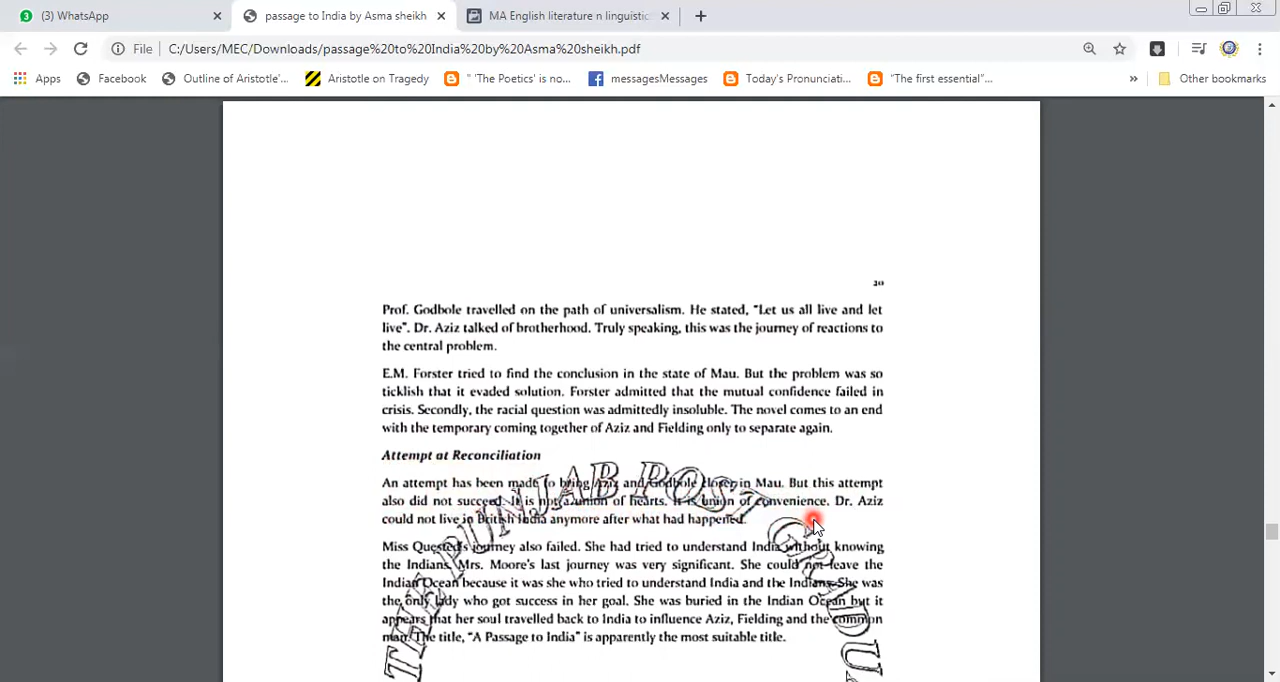 (3) WhatsApp
passage to India by Asma sheikh
MA English literature n linguistic
File
C:/Users/MEC/Downloads/passage%20to%20India%20by%20Asma%20sheikh.pdf
Apps
Facebook
Outline of Aristotle'...
Aristotle on Tragedy
" 'The Poetics' is no...
messagesMessages
Today's Pronunciati...
"The first essential"...
»
Other bookmarks
20
Prof. Godbole travelled on the path of universalism. He stated, "Let us all live and let
live". Dr. Aziz talked of brotherhood. Truly speaking, this was the journey of reactions to
the central problem.
E.M. Forster tried to find the conclusion in the state of Mau. But the problem was so
ticklish that it evaded solution. Forster admitted that the mutual confidence failed in
crisis. Secondly, the racial question was admittedly insoluble. The novel comes to an end
with the temporary coming together of Aziz and Fielding only to separate again.
Attempt at Reconciliation
An attempt has been made to bring Aziz and Godbole closer in Mau. But this attempt
also did not succeed. It is not a union of hearts. It is union of convenience. Dr. Aziz
could not live in British India anymore after what had happened.
Miss Quested's journey also failed. She had tried to understand India without knowing
the Indians. Mrs. Moore's last journey was very significant. She could not leave the
Indian Ocean because it was she who tried to understand India and the Indians. She was
the only lady who got success in her goal. She was buried in the Indian Ocean but it
appears that her soul travelled back to India to influence Aziz, Fielding and the common
man. The title, "A Passage to India" is apparently the most suitable title.
THE PUNJAB POST GRADUA